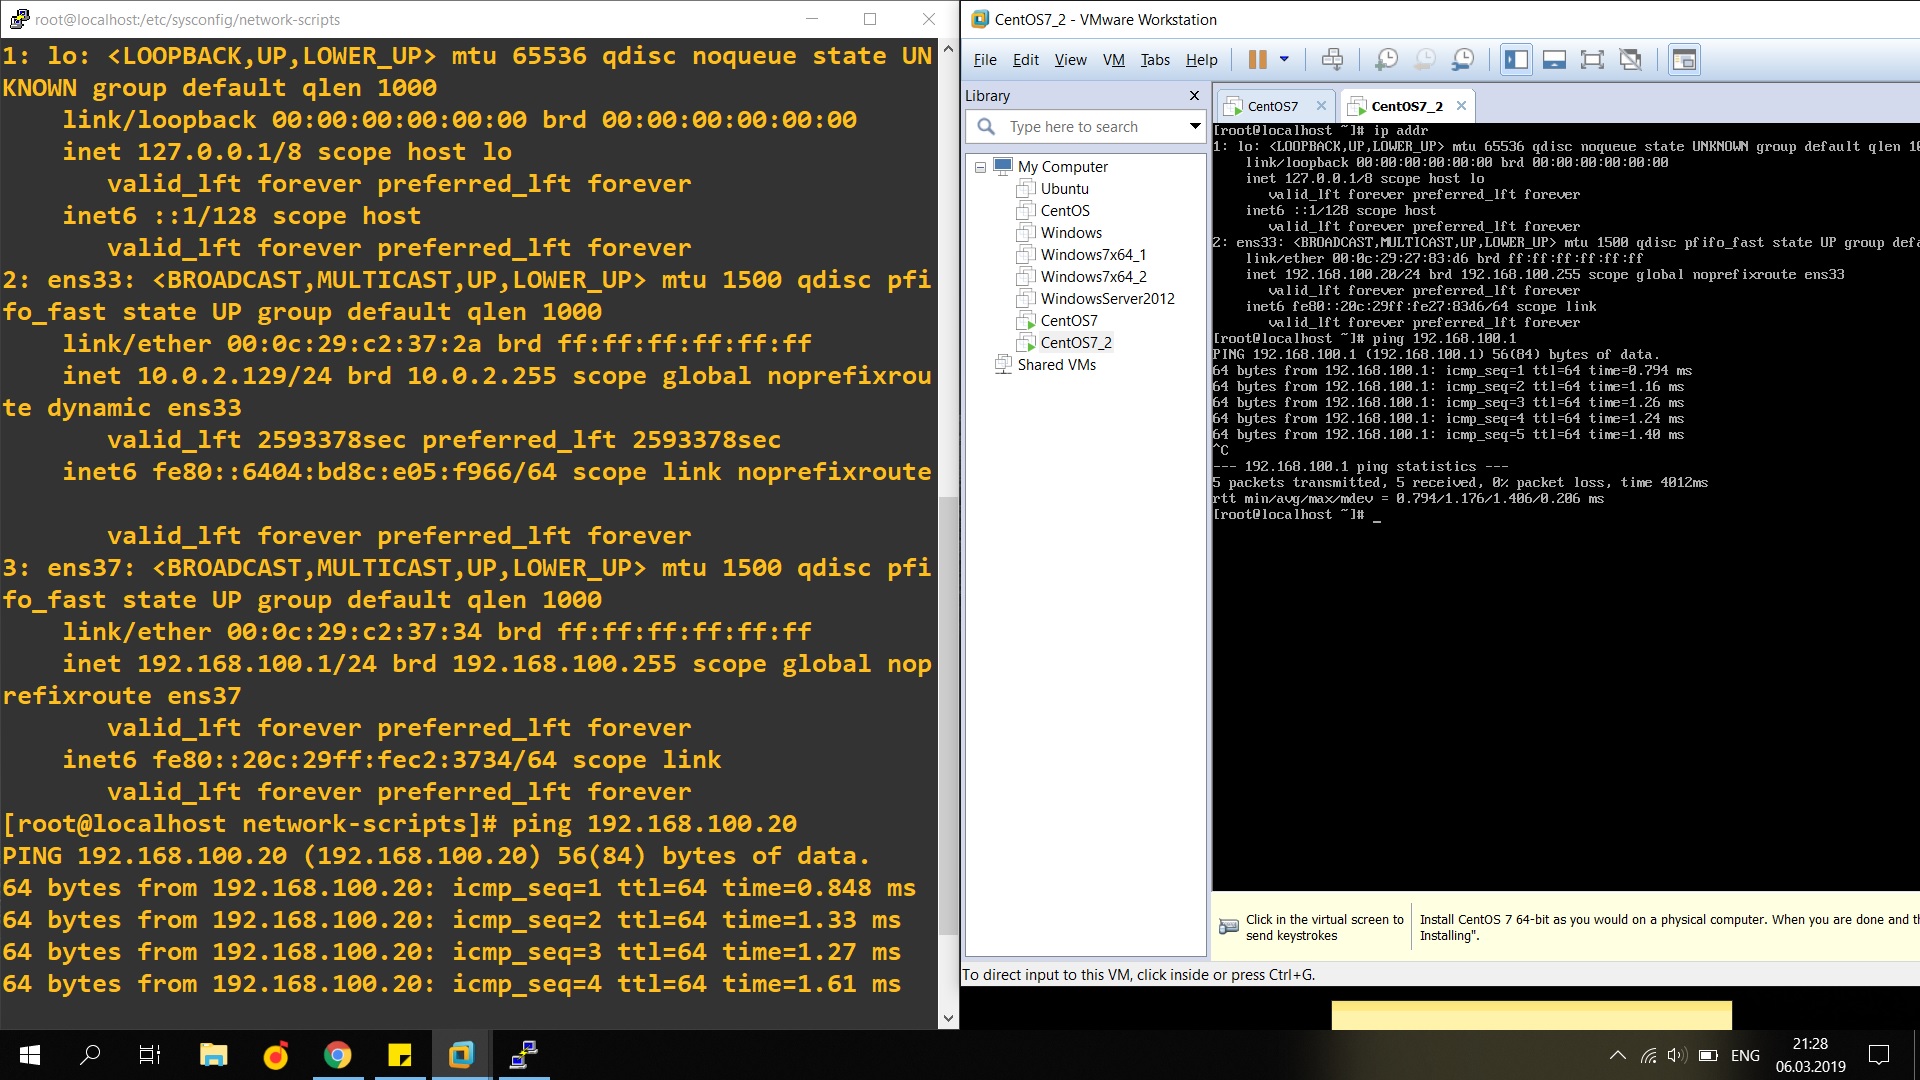 root@localhost:/etc/sysconfig/network-scripts
1: lo: <LOOPBACK,UP,LOWER_UP> mtu 65536 qdisc noqueue state UN
KNOWN group default qlen 1000
link/loopback 00:00:00:00:00:00 brd 00:00:00:00:00:00
inet 127.0.0.1/8 scope host lo
valid_lft forever preferred_lft forever
inet6 ::1/128 scope host
valid_lft forever preferred_lft forever
2: ens33: <BROADCAST,MULTICAST,UP,LOWER_UP> mtu 1500 qdisc pfi
fo_fast state UP group default qlen 1000
link/ether 00:0c:29:c2:37:2a brd ff:ff:ff:ff:ff:ff
inet 10.0.2.129/24 brd 10.0.2.255 scope global noprefixrou
te dynamic ens33
valid_lft 2593378sec preferred_lft 2593378sec
inet6 fe80::6404:bd8c:e05:f966/64 scope link noprefixroute
valid_lft forever preferred_lft forever
3: ens37: <BROADCAST,MULTICAST,UP,LOWER_UP> mtu 1500 qdisc pfi
fo_fast state UP group default qlen 1000
link/ether 00:0c:29:c2:37:34 brd ff:ff:ff:ff:ff:ff
inet 192.168.100.1/24 brd 192.168.100.255 scope global nop
refixroute ens37
valid_lft forever preferred_lft forever
inet6 fe80::20c:29ff:fec2:3734/64 scope link
valid_lft forever preferred_lft forever
[root@localhost network-scripts]# ping 192.168.100.20
PING 192.168.100.20 (192.168.100.20) 56(84) bytes of data.
64 bytes from 192.168.100.20: icmp_seq=1 ttl=64 time=0.848 ms
64 bytes from 192.168.100.20: icmp_seq=2 ttl=64 time=1.33 ms
64 bytes from 192.168.100.20: icmp_seq=3 ttl=64 time=1.27 ms
64 bytes from 192.168.100.20: icmp_seq=4 ttl=64 time=1.61 ms
CentOS7_2 - VMware Workstation
File Edit View VM Tabs Help
Library
Type here to search
My Computer
Ubuntu
CentOS
Windows
Windows7x64_1
Windows7x64_2
WindowsServer2012
CentOS7
CentOS7_2
Shared VMs
CentOS7 CentOS7_2
[root@localhost ~]# ip addr
1: lo: <LOOPBACK,UP,LOWER_UP> mtu 65536 qdisc noqueue state UNKNOWN group default qlen 10
link/loopback 00:00:00:00:00:00 brd 00:00:00:00:00:00
inet 127.0.0.1/8 scope host lo
valid_lft forever preferred_lft forever
inet6 ::1/128 scope host
valid_lft forever preferred_lft forever
2: ens33: <BROADCAST,MULTICAST,UP,LOWER_UP> mtu 1500 qdisc pfifo_fast state UP group defa
link/ether 00:0c:29:27:83:d6 brd ff:ff:ff:ff:ff:ff
inet 192.168.100.20/24 brd 192.168.100.255 scope global noprefixroute ens33
valid_lft forever preferred_lft forever
inet6 fe80::20c:29ff:fe27:83d6/64 scope link
valid_lft forever preferred_lft forever
[root@localhost ~]# ping 192.168.100.1
PING 192.168.100.1 (192.168.100.1) 56(84) bytes of data.
64 bytes from 192.168.100.1: icmp_seq=1 ttl=64 time=0.794 ms
64 bytes from 192.168.100.1: icmp_seq=2 ttl=64 time=1.16 ms
64 bytes from 192.168.100.1: icmp_seq=3 ttl=64 time=1.26 ms
64 bytes from 192.168.100.1: icmp_seq=4 ttl=64 time=1.24 ms
64 bytes from 192.168.100.1: icmp_seq=5 ttl=64 time=1.40 ms
^C
--- 192.168.100.1 ping statistics ---
5 packets transmitted, 5 received, 0% packet loss, time 4012ms
rtt min/avg/max/mdev = 0.794/1.176/1.406/0.206 ms
[root@localhost ~]# _
Click in the virtual screen to
send keystrokes
Install CentOS 7 64-bit as you would on a physical computer. When you are done and th
Installing".
To direct input to this VM, click inside or press Ctrl+G.
ENG
21:28
06.03.2019